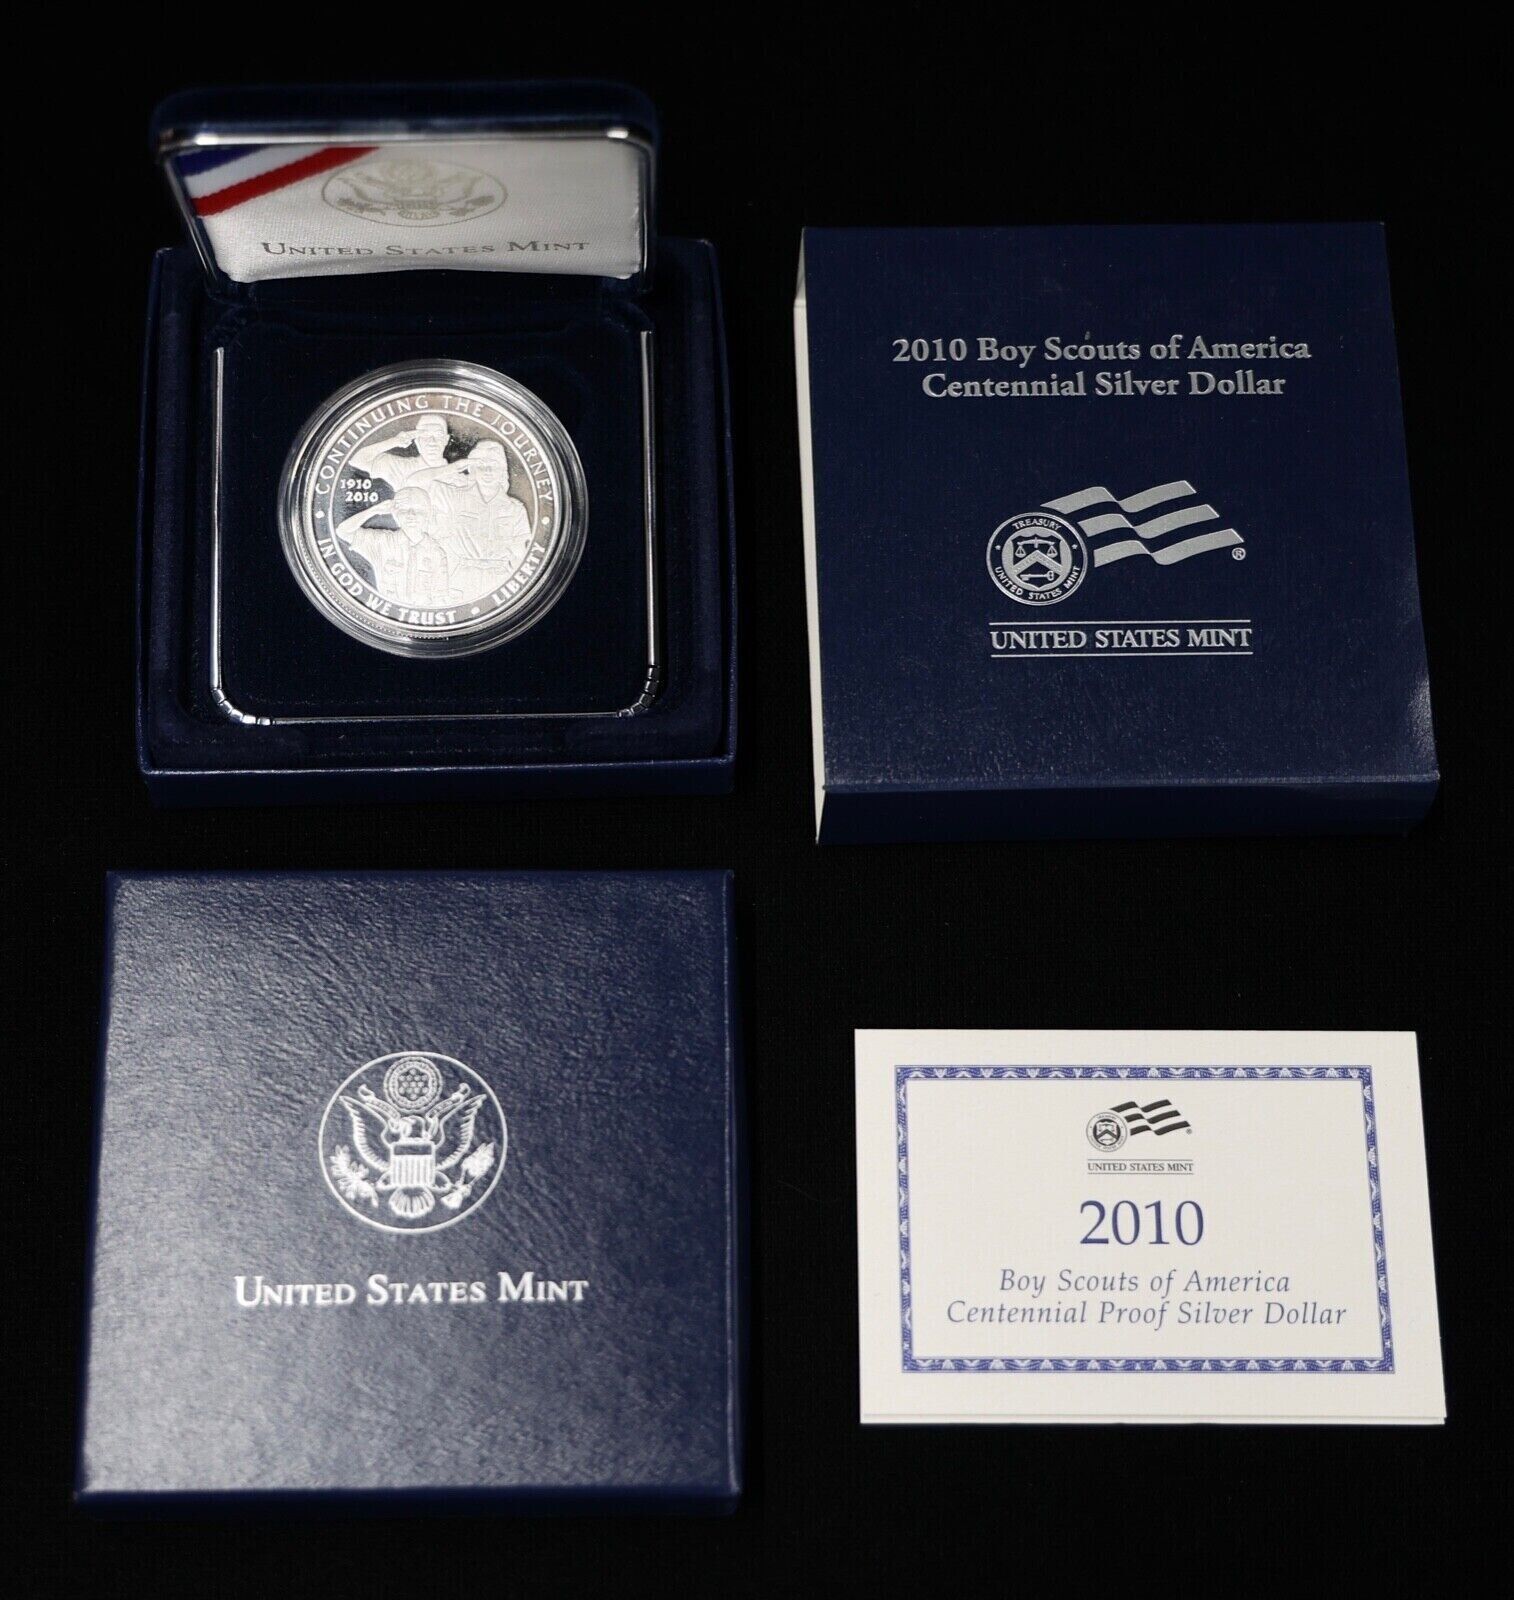 UNITED STATES MINT
CONTINUING THE JOURNEY
1910
2010
IN GOD WE TRUST • LIBERTY
2010 Boy Scouts of America
Centennial Silver Dollar
TREASURY
UNITED STATES MINT
®
UNITED STATES MINT
UNITED STATES MINT
®
UNITED STATES MINT
2010
Boy Scouts of America
Centennial Proof Silver Dollar